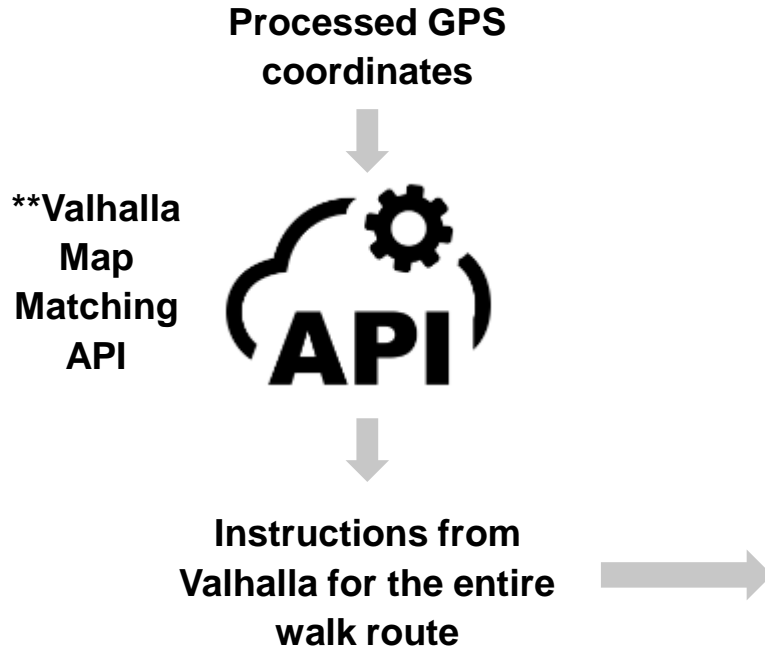 Processed GPS
coordinates
**Valhalla
Map
Matching
API
API
Instructions from
Valhalla for the entire
walk route